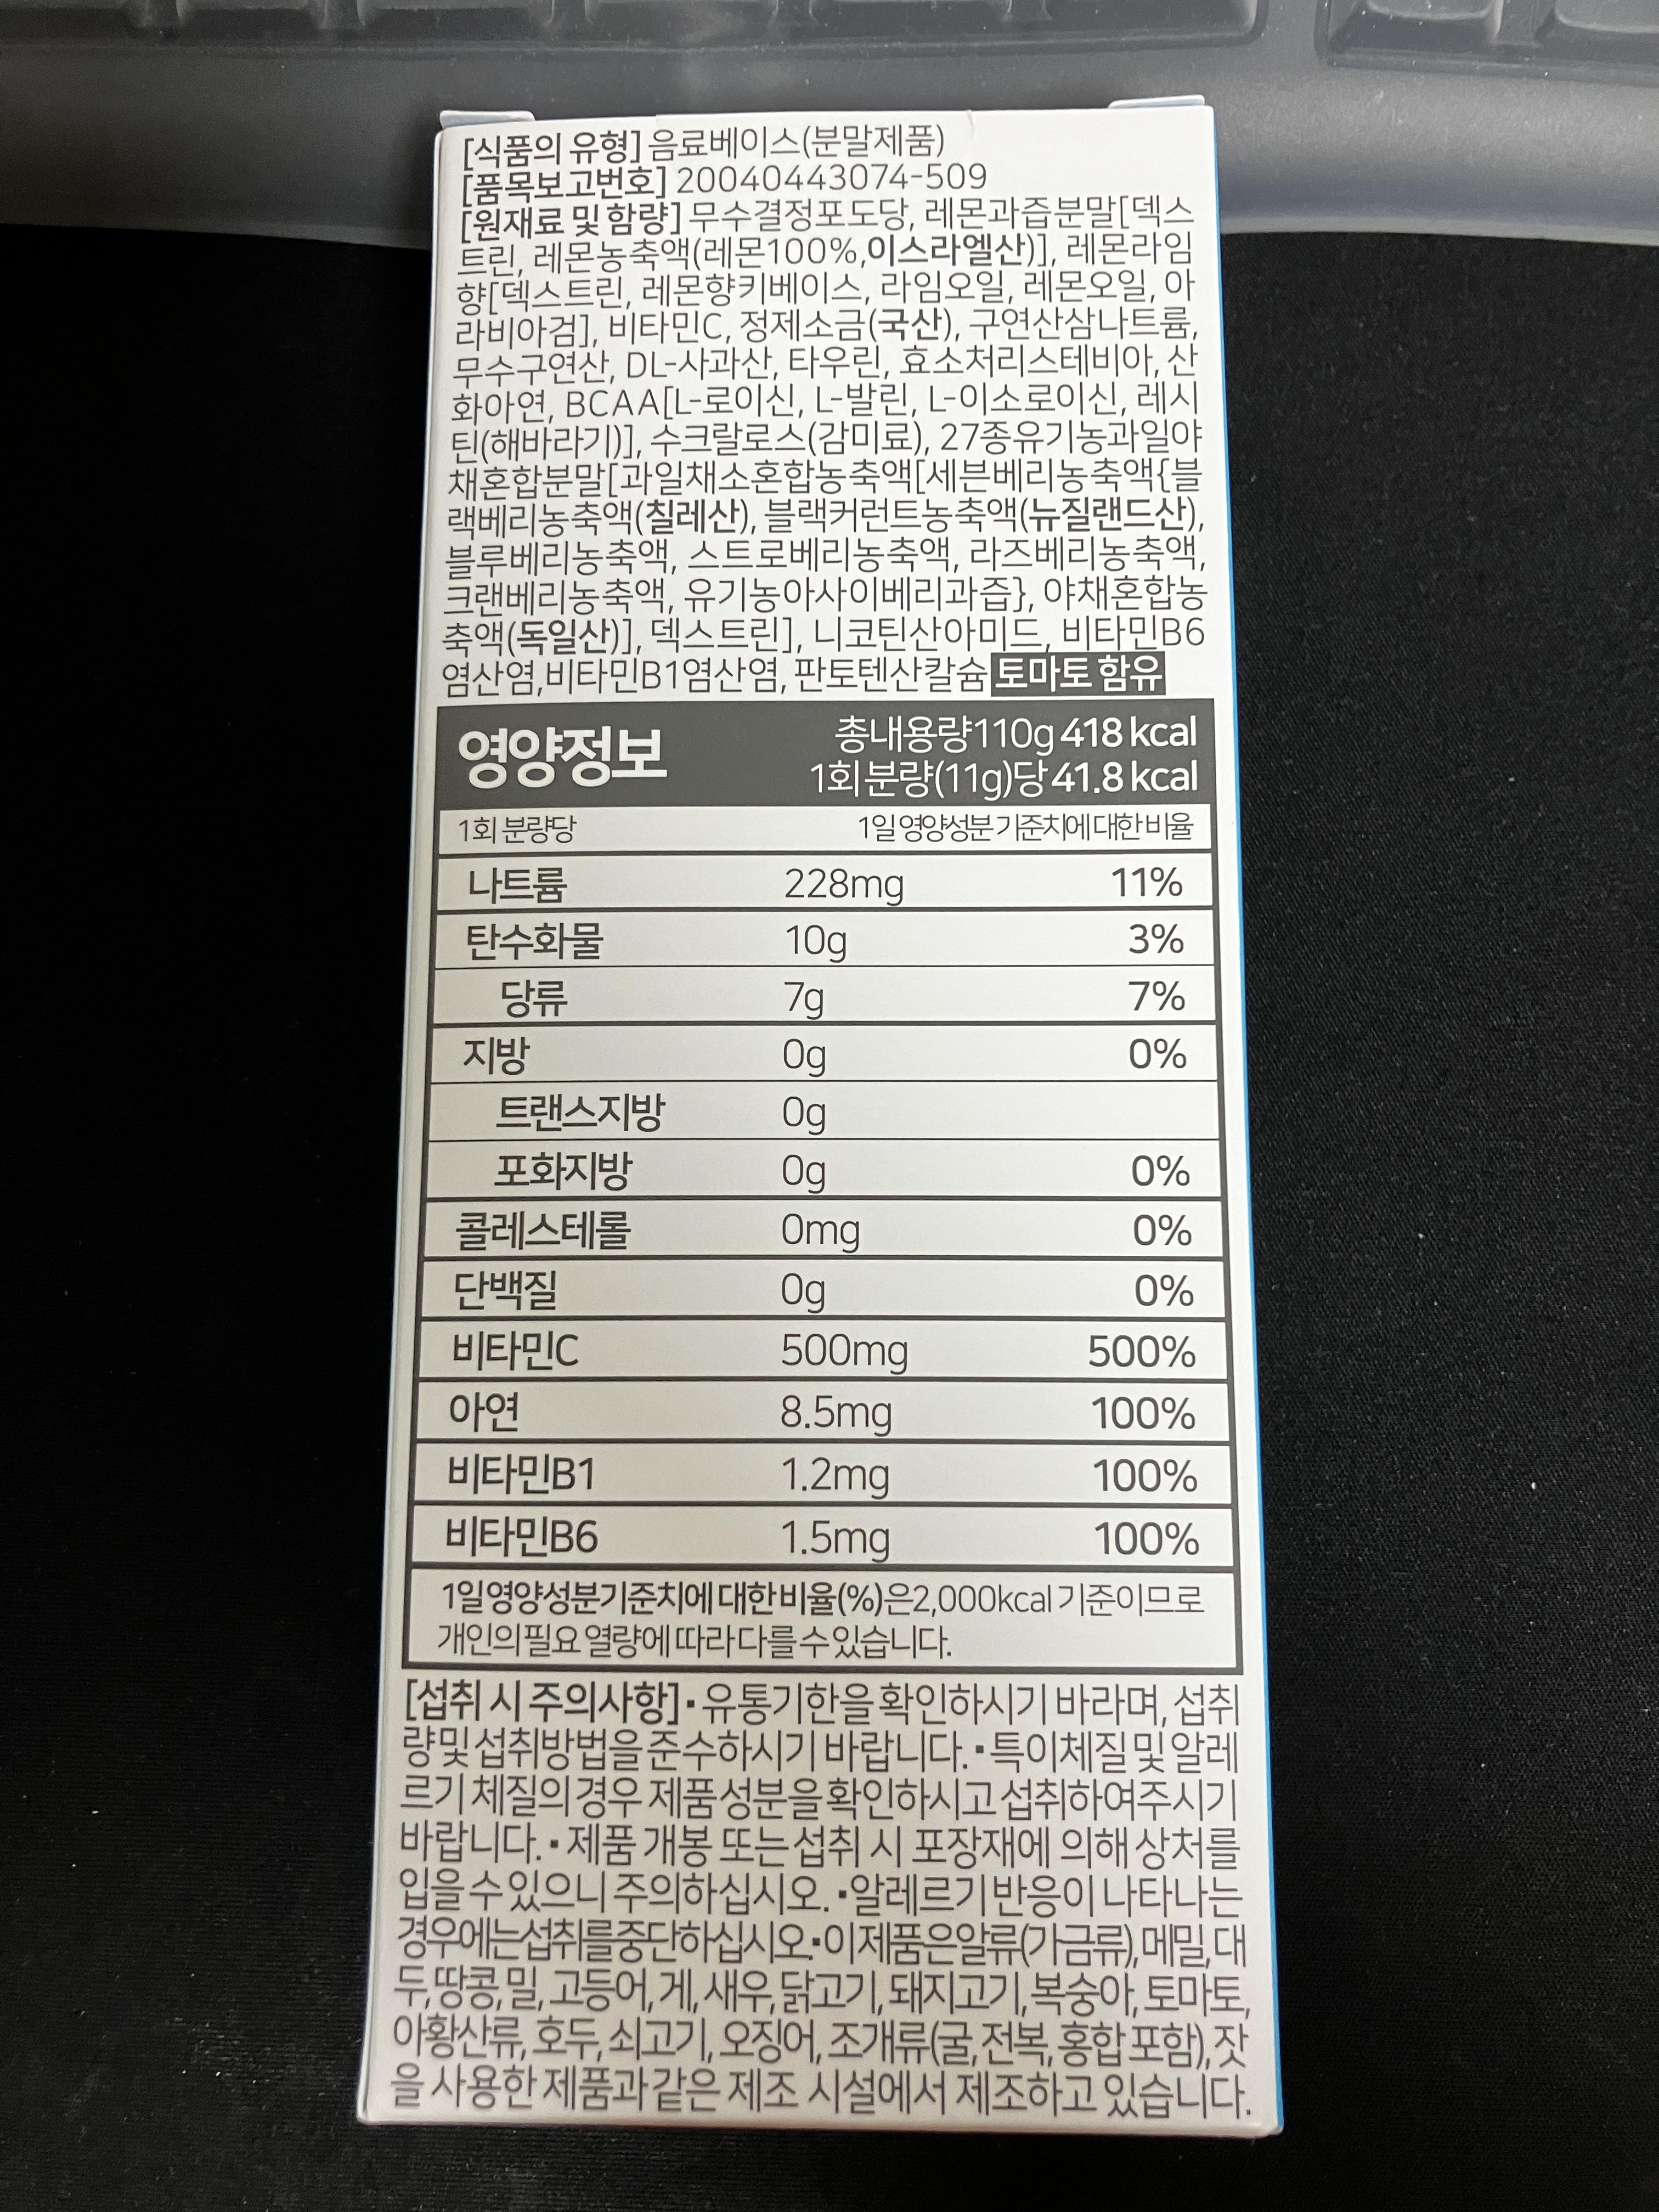 [식품의 유형] 음료베이스(분말제품)
[품목보고번호] 20040443074-509
[원재료 및 함량] 무수결정포도당, 레몬과즙분말[덱스
트린, 레몬농축액(레몬100%,이스라엘산)], 레몬라임
향[덱스트린, 레몬향키베이스, 라임오일, 레몬오일, 아
라비아검], 비타민C, 정제소금(국산), 구연산삼나트륨,
무수구연산, DL-사과산, 타우린, 효소처리스테비아, 산
화아연, BCAA[L-로이신, L-발린, L-이소로이신, 레시
틴(해바라기)], 수크랄로스(감미료), 27종유기농과일야
채혼합분말[과일채소혼합농축액[세븐베리농축액{블
랙베리농축액(칠레산), 블랙커런트농축액(뉴질랜드산),
블루베리농축액, 스트로베리농축액, 라즈베리농축액,
크랜베리농축액, 유기농아사이베리과즙}, 야채혼합농
축액(독일산)], 덱스트린], 니코틴산아미드, 비타민B6
염산염,비타민B1염산염, 판토텐산칼슘 토마토 함유
영양정보 총내용량110g 418 kcal
1회 분량(11g)당 41.8 kcal
1회 분량당 1일 영양성분 기준치에 대한 비율
나트륨 228mg 11%
탄수화물 10g 3%
당류 7g 7%
지방 0g 0%
트랜스지방 0g
포화지방 0g 0%
콜레스테롤 0mg 0%
단백질 0g 0%
비타민C 500mg 500%
아연 8.5mg 100%
비타민B1 1.2mg 100%
비타민B6 1.5mg 100%
1일 영양성분기준치에 대한 비율(%)은 2,000kcal 기준이므로
개인의 필요 열량에 따라 다를 수 있습니다.
[섭취 시 주의사항]▪유통기한을 확인하시기 바라며, 섭취
량 및 섭취방법을 준수하시기 바랍니다.▪특이체질 및 알레
르기 체질의 경우 제품 성분을 확인하시고 섭취하여주시기
바랍니다.▪제품 개봉 또는 섭취 시 포장재에 의해 상처를
입을 수 있으니 주의하십시오.▪알레르기 반응이 나타나는
경우에는 섭취를 중단하십시오▪이 제품은 알류(가금류), 메밀, 대
두, 땅콩, 밀, 고등어, 게, 새우, 닭고기, 돼지고기, 복숭아, 토마토,
아황산류, 호두, 쇠고기, 오징어, 조개류(굴, 전복, 홍합 포함), 잣
을 사용한 제품과 같은 제조 시설에서 제조하고 있습니다.